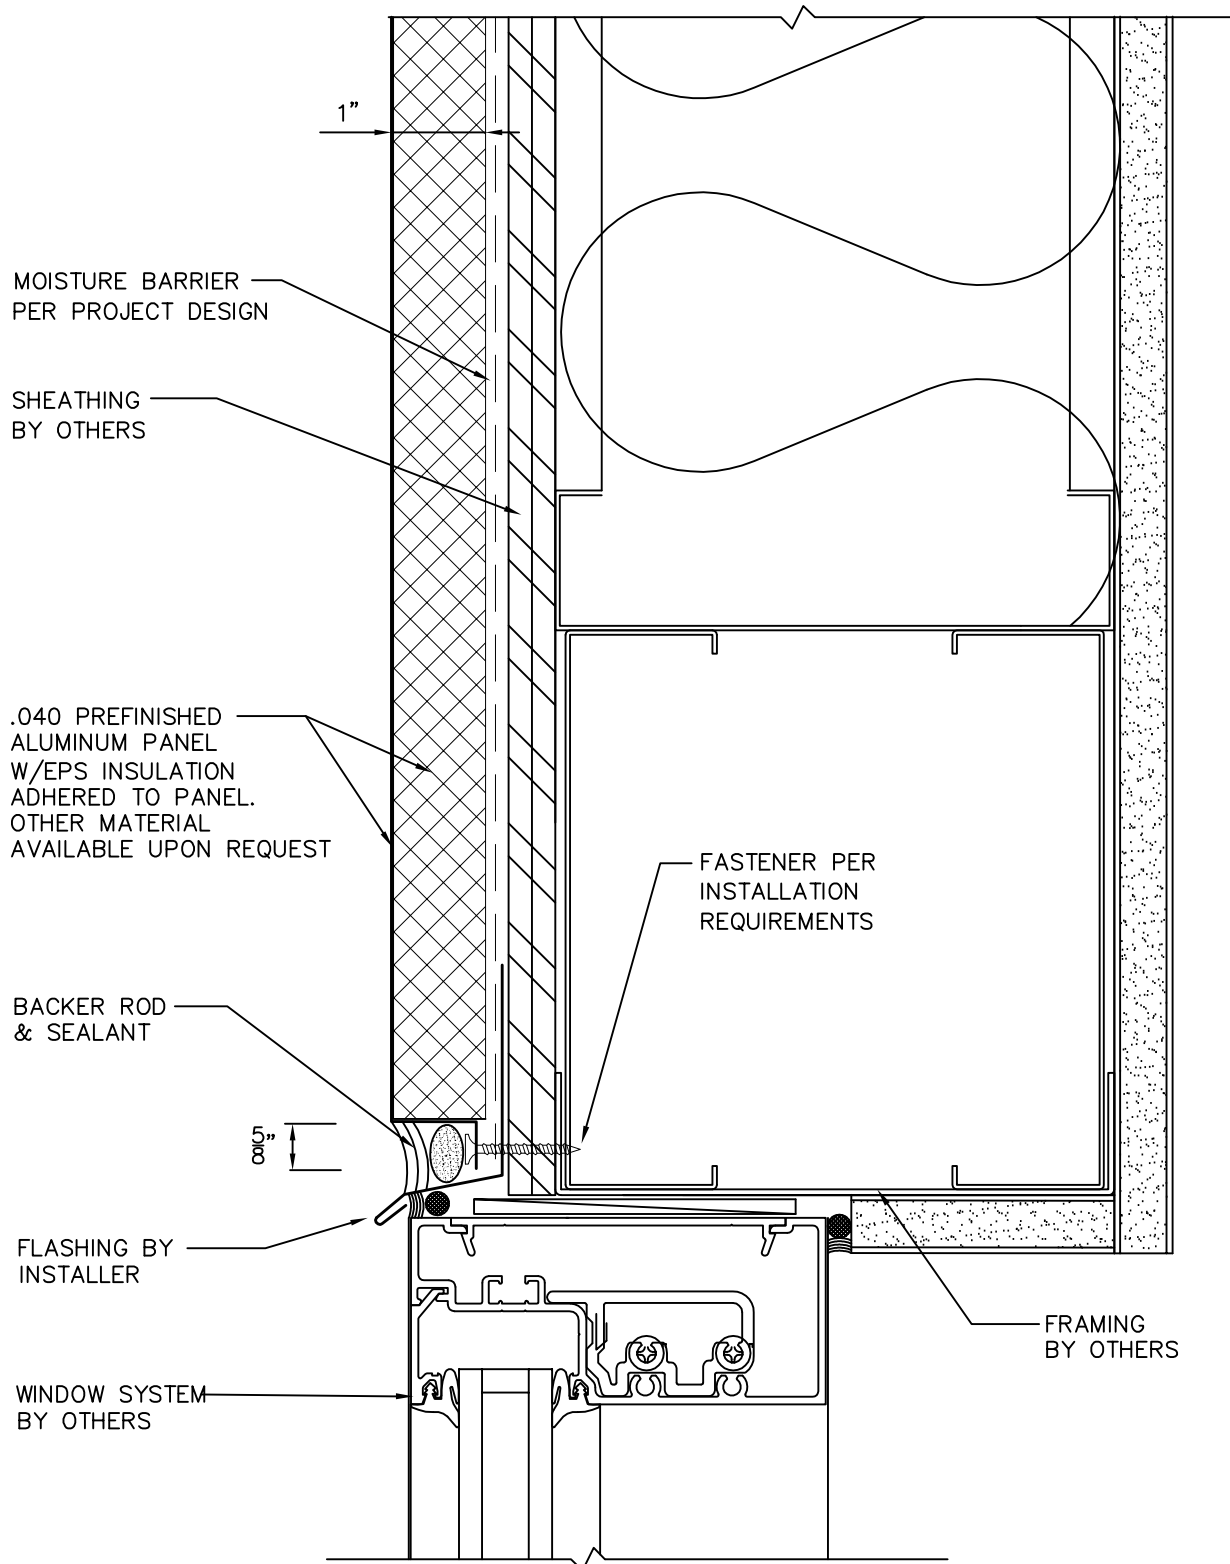 1”
MOISTURE BARRIER
PER PROJECT DESIGN
SHEATHING
BY OTHERS
.040 PREFINISHED
ALUMINUM PANEL
W/EPS INSULATION
ADHERED TO PANEL.
OTHER MATERIAL
AVAILABLE UPON REQUEST
FASTENER PER
INSTALLATION
REQUIREMENTS
BACKER ROD
& SEALANT
5/8”
FLASHING BY
INSTALLER
FRAMING
BY OTHERS
WINDOW SYSTEM
BY OTHERS